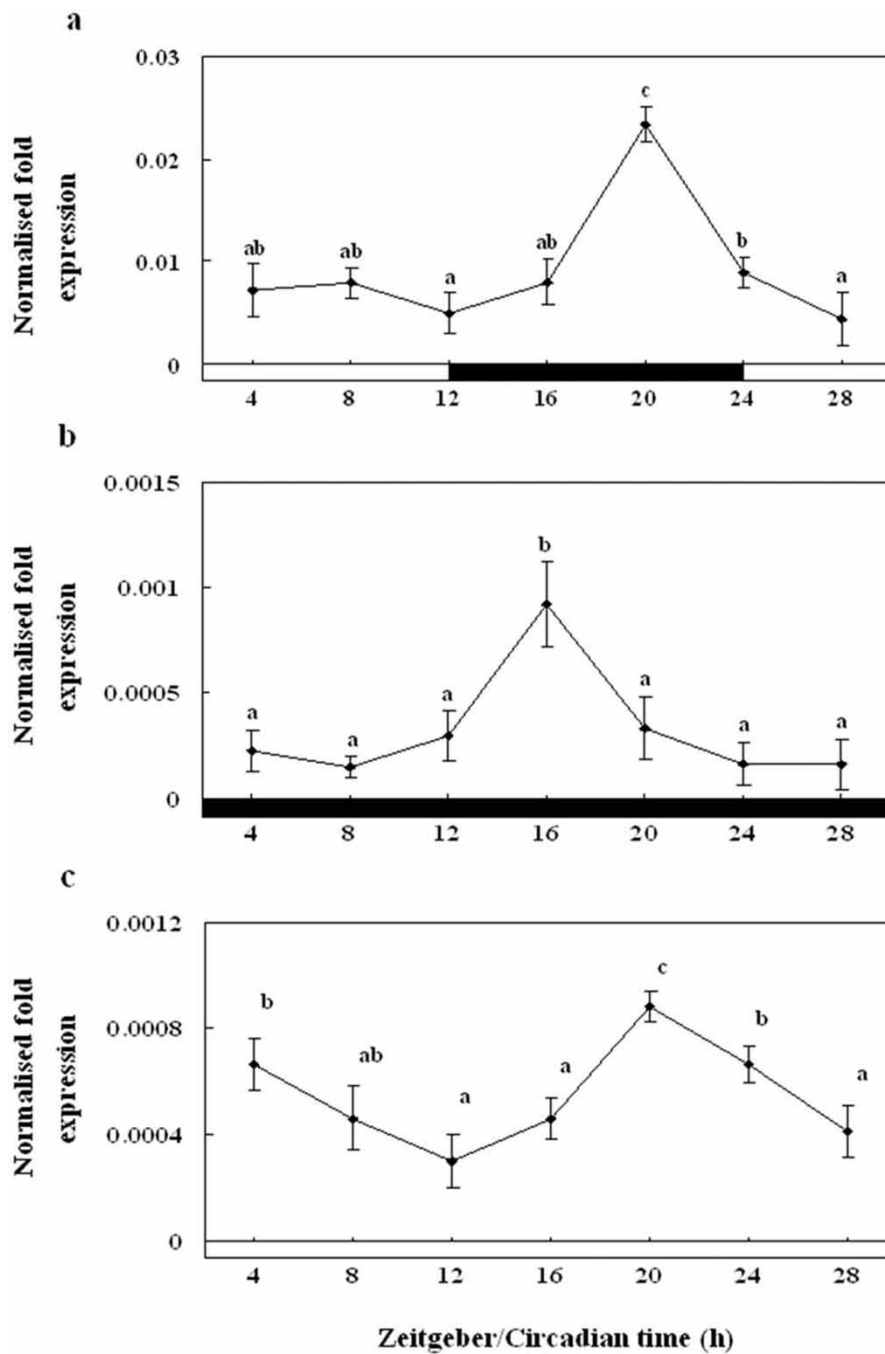 a
Normalised fold
expression
0.03
0.02
0.01
0
ab
ab
a
ab
c
b
a
4 8 12 16 20 24 28
b
Normalised fold
expression
0.0015
0.001
0.0005
0
a
a
a
b
a
a
a
4 8 12 16 20 24 28
c
Normalised fold
expression
0.0012
0.0008
0.0004
0
b
ab
a
a
c
b
a
4 8 12 16 20 24 28
Zeitgeber/Circadian time (h)